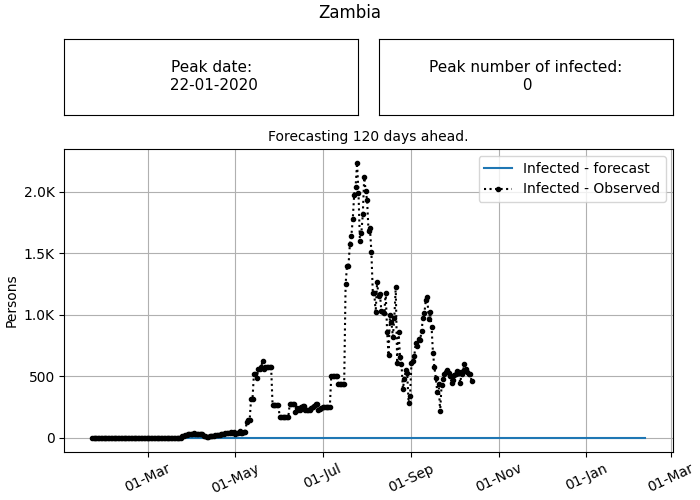 Zambia
Peak date:
22-01-2020
Peak number of infected:
0
Forecasting 120 days ahead.
Infected - forecast
Infected - Observed
Persons
2.0K
1.5K
1.0K
500
0
01-Mar
01-May
01-Jul
01-Sep
01-Nov
01-Jan
01-Mar